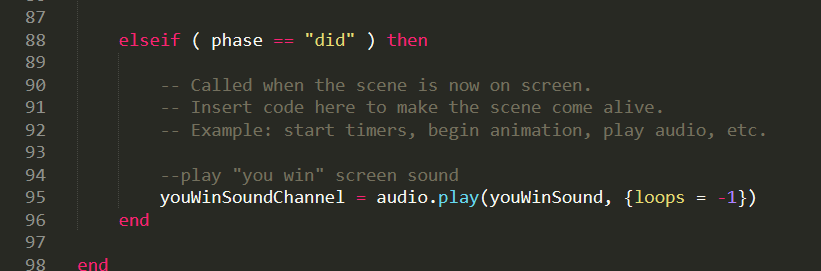 87
88 elseif ( phase == "did" ) then
89
90 -- Called when the scene is now on screen.
91 -- Insert code here to make the scene come alive.
92 -- Example: start timers, begin animation, play audio, etc.
93
94 --play "you win" screen sound
95 youWinSoundChannel = audio.play(youWinSound, {loops = -1})
96 end
97
98 end